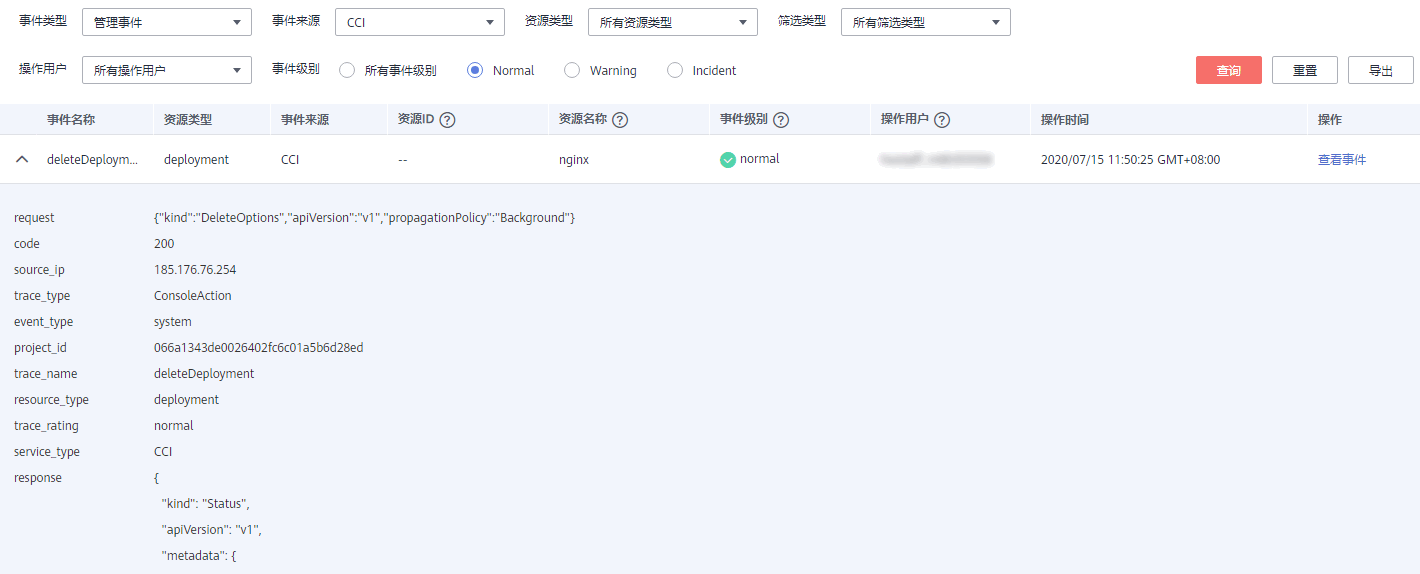 事件类型 管理事件 事件来源 CCI 资源类型 所有资源类型 筛选类型 所有筛选类型
操作用户 所有操作用户 事件级别 所有事件级别 Normal Warning Incident 查询 重置 导出
事件名称 资源类型 事件来源 资源ID ? 资源名称 ? 事件级别 ? 操作用户 ? 操作时间 操作
deleteDeploym... deployment CCI -- nginx normal 2020/07/15 11:50:25 GMT+08:00 查看事件
request {"kind":"DeleteOptions","apiVersion":"v1","propagationPolicy":"Background"}
code 200
source_ip 185.176.76.254
trace_type ConsoleAction
event_type system
project_id 066a1343de0026402fc6c01a5b6d28ed
trace_name deleteDeployment
resource_type deployment
trace_rating normal
service_type CCI
response {
"kind": "Status",
"apiVersion": "v1",
"metadata": {